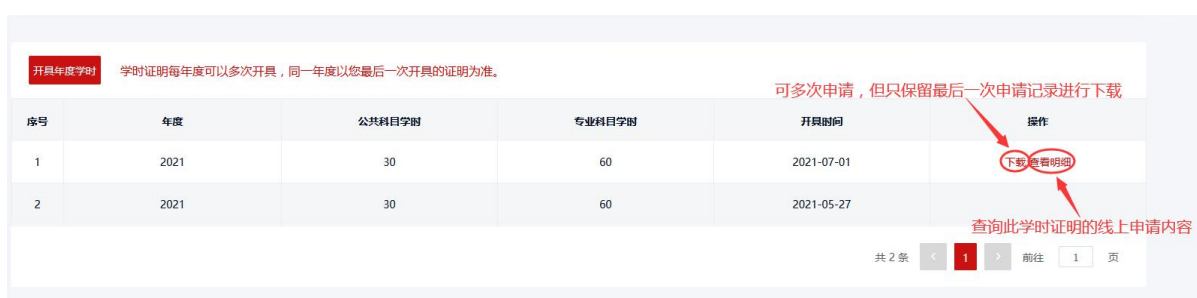 开具年度学时 学时证明每年度可以多次开具，同一年度以您最后一次开具的证明为准。
可多次申请，但只保留最后一次申请记录进行下载
序号 年度 公共科目学时 专业科目学时 开具时间 操作
1 2021 30 60 2021-07-01 下载 查看明细
2 2021 30 60 2021-05-27
查询此学时证明的线上申请内容
共 2 条 < 1 > 前往 1 页